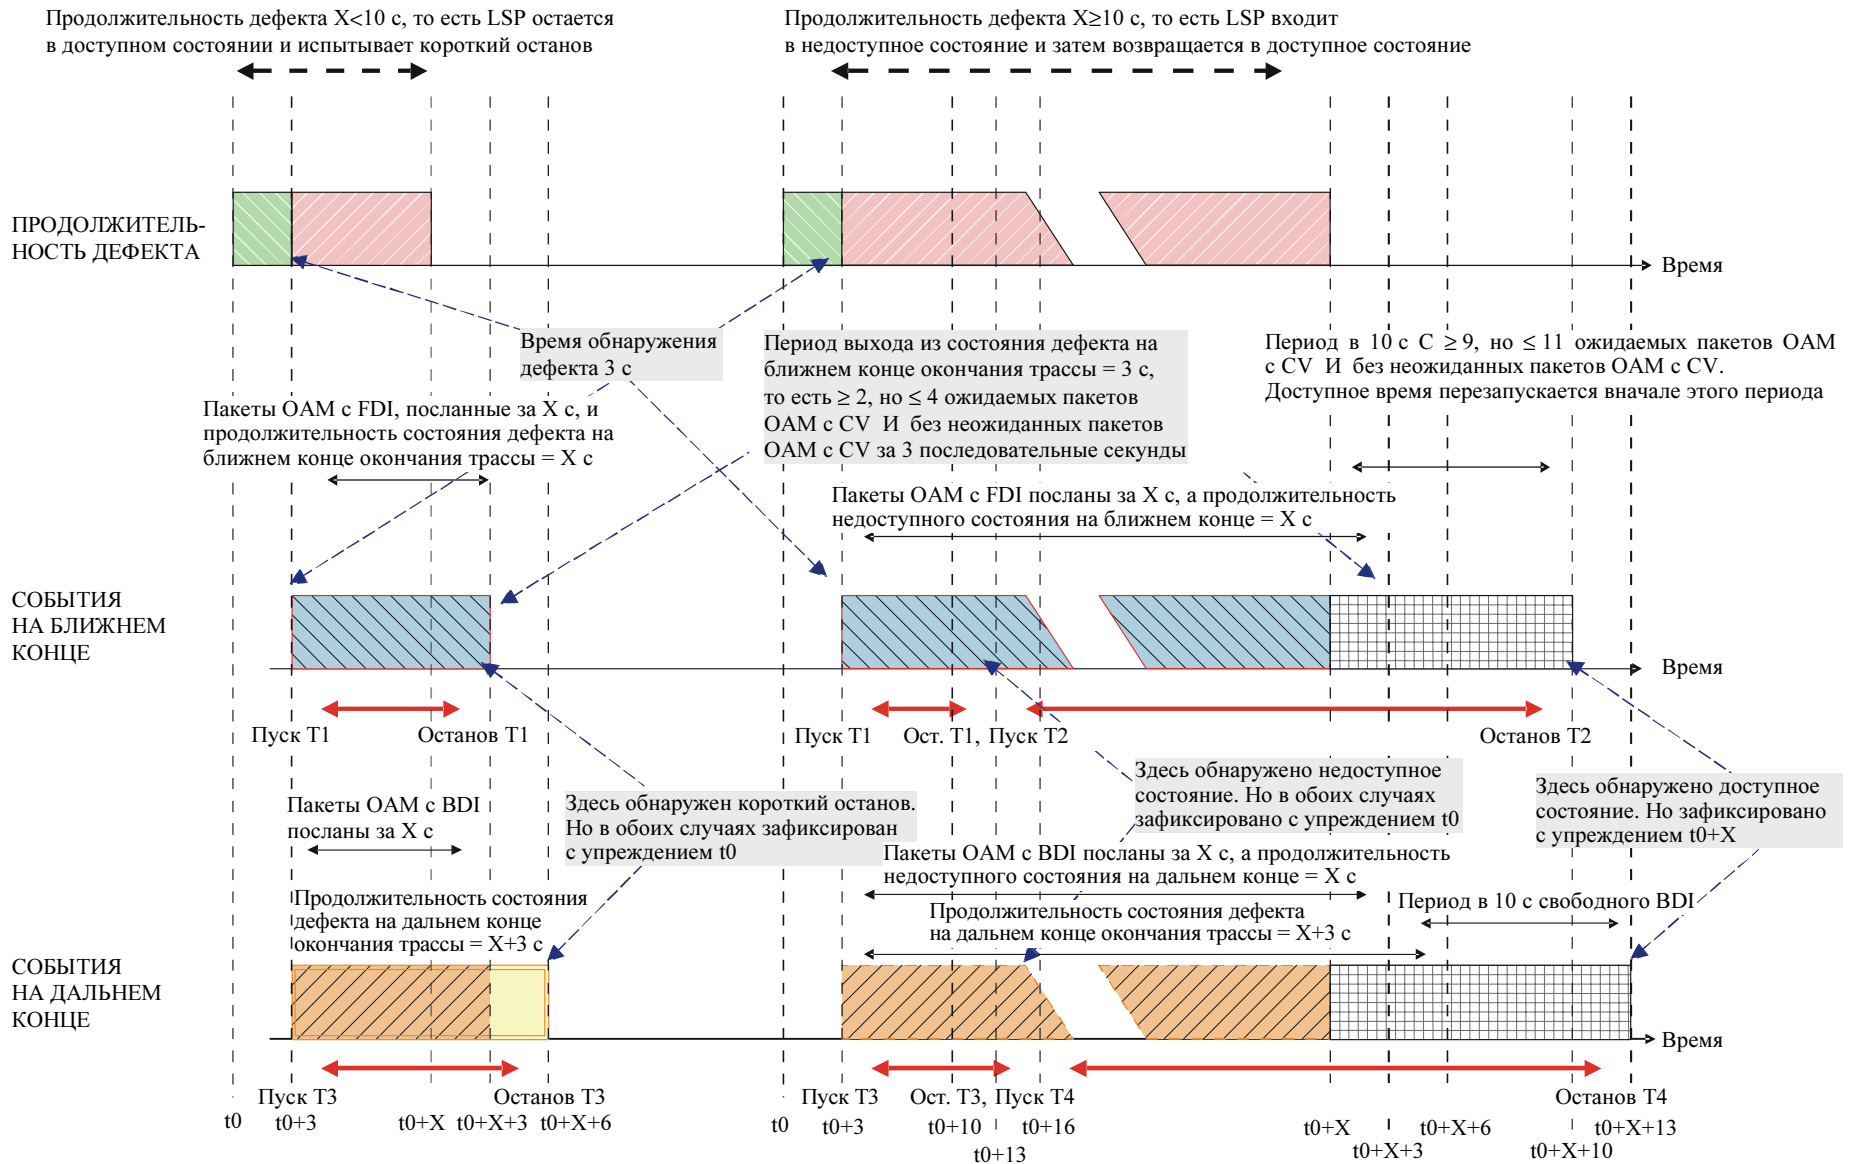 Продолжительность дефекта X<10 с, то есть LSP остается
в доступном состоянии и испытывает короткий останов
Продолжительность дефекта X≥10 с, то есть LSP входит
в недоступное состояние и затем возвращается в доступное состояние
ПРОДОЛЖИТЕЛЬ-
НОСТЬ ДЕФЕКТА
Время
Время обнаружения
дефекта 3 с
Период выхода из состояния дефекта на
ближнем конце окончания трассы = 3 с,
то есть ≥ 2, но ≤ 4 ожидаемых пакетов
OAM с CV И без неожиданных пакетов
OAM с CV за 3 последовательные секунды
Период в 10 с С ≥ 9, но ≤ 11 ожидаемых пакетов OAM
с CV И без неожиданных пакетов OAM с CV.
Доступное время перезапускается вначале этого периода
Пакеты OAM с FDI, посланные за X с, и
продолжительность состояния дефекта на
ближнем конце окончания трассы = X с
Пакеты OAM с FDI посланы за X с, а продолжительность
недоступного состояния на ближнем конце = X с
СОБЫТИЯ
НА БЛИЖНЕМ
КОНЦЕ
Время
Пуск T1
Останов T1
Пуск T1
Ост. T1, Пуск T2
Останов T2
Пакеты OAM с BDI
посланы за X с
Здесь обнаружен короткий останов.
Но в обоих случаях зафиксирован
с упреждением t0
Здесь обнаружено недоступное
состояние. Но в обоих случаях
зафиксировано с упреждением t0
Здесь обнаружено доступное
состояние. Но зафиксировано
с упреждением t0+X
Пакеты OAM с BDI посланы за X с, а продолжительность
недоступного состояния на дальнем конце = X с
Продолжительность состояния
дефекта на дальнем конце
окончания трассы = X+3 с
Продолжительность состояния дефекта
на дальнем конце окончания трассы = X+3 с
Период в 10 с свободного BDI
СОБЫТИЯ
НА ДАЛЬНЕМ
КОНЦЕ
Время
Пуск T3
Останов T3
Пуск T3
Ост. T3, Пуск T4
Останов T4
t0
t0+3
t0+X
t0+X+3
t0+X+6
t0
t0+3
t0+10
t0+13
t0+16
t0+X
t0+X+3
t0+X+6
t0+X+10
t0+X+13